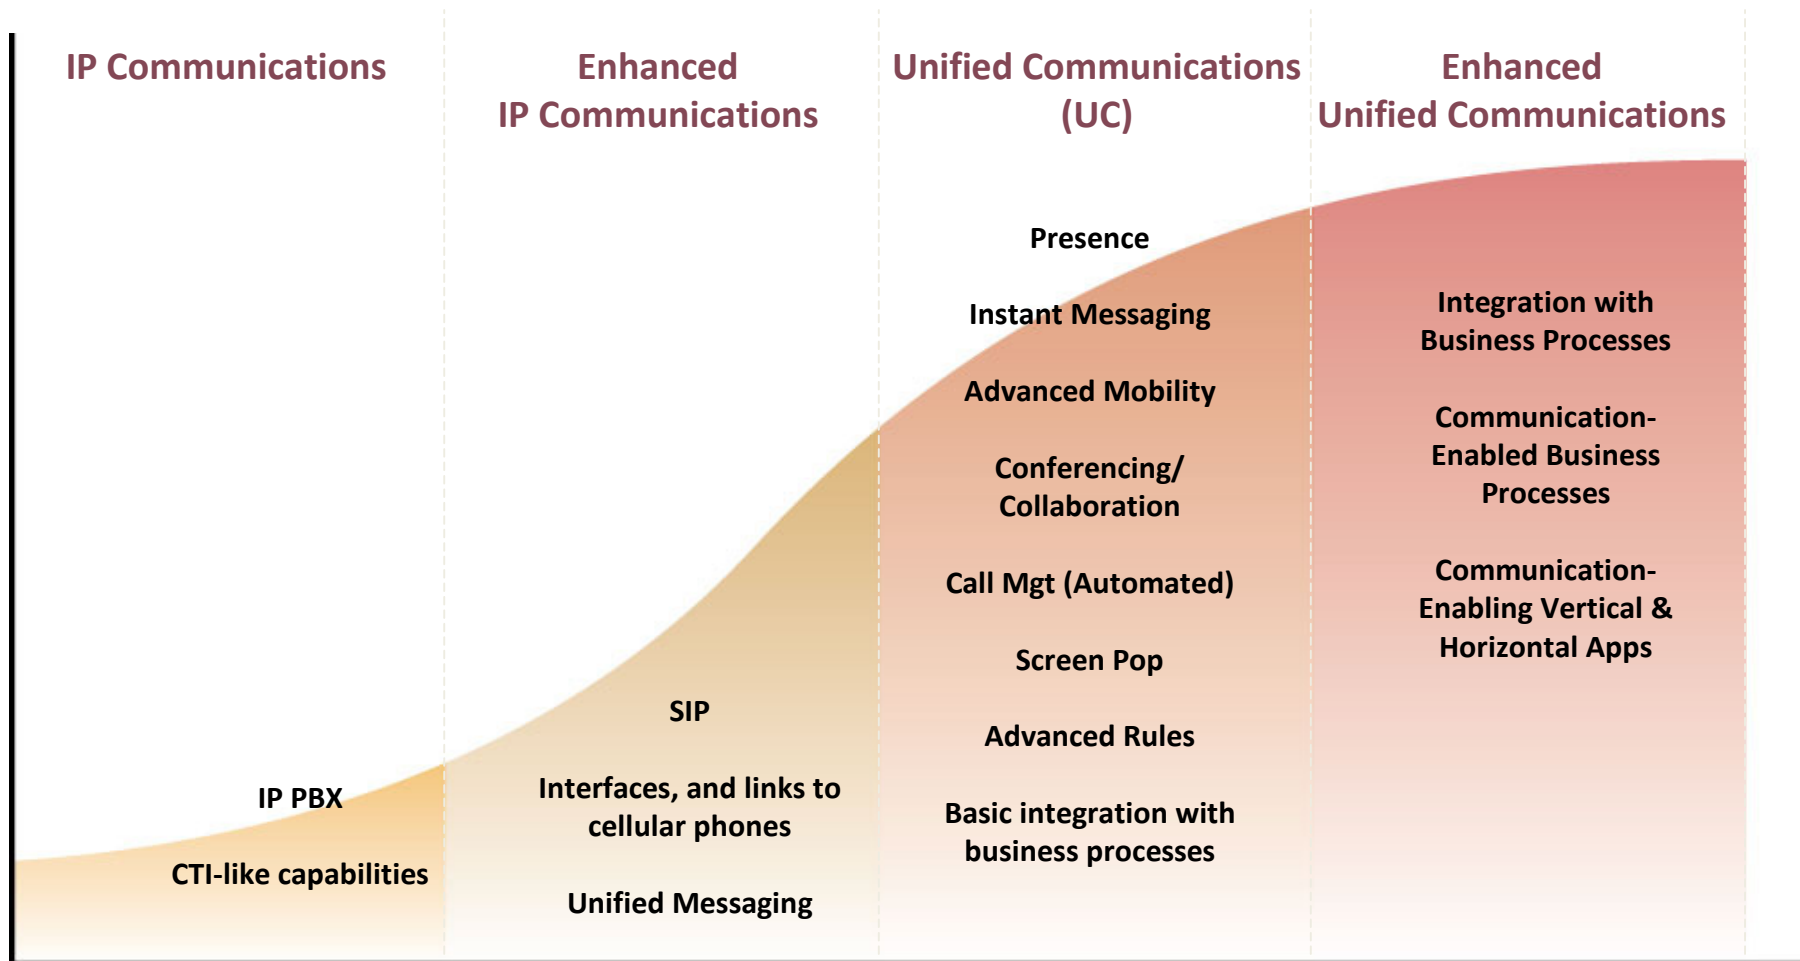 IP Communications
Enhanced
IP Communications
Unified Communications
(UC)
Enhanced
Unified Communications
IP PBX
CTI-like capabilities
SIP
Interfaces, and links to
cellular phones
Unified Messaging
Presence
Instant Messaging
Advanced Mobility
Conferencing/
Collaboration
Call Mgt (Automated)
Screen Pop
Advanced Rules
Basic integration with
business processes
Integration with
Business Processes
Communication-
Enabled Business
Processes
Communication-
Enabling Vertical &
Horizontal Apps